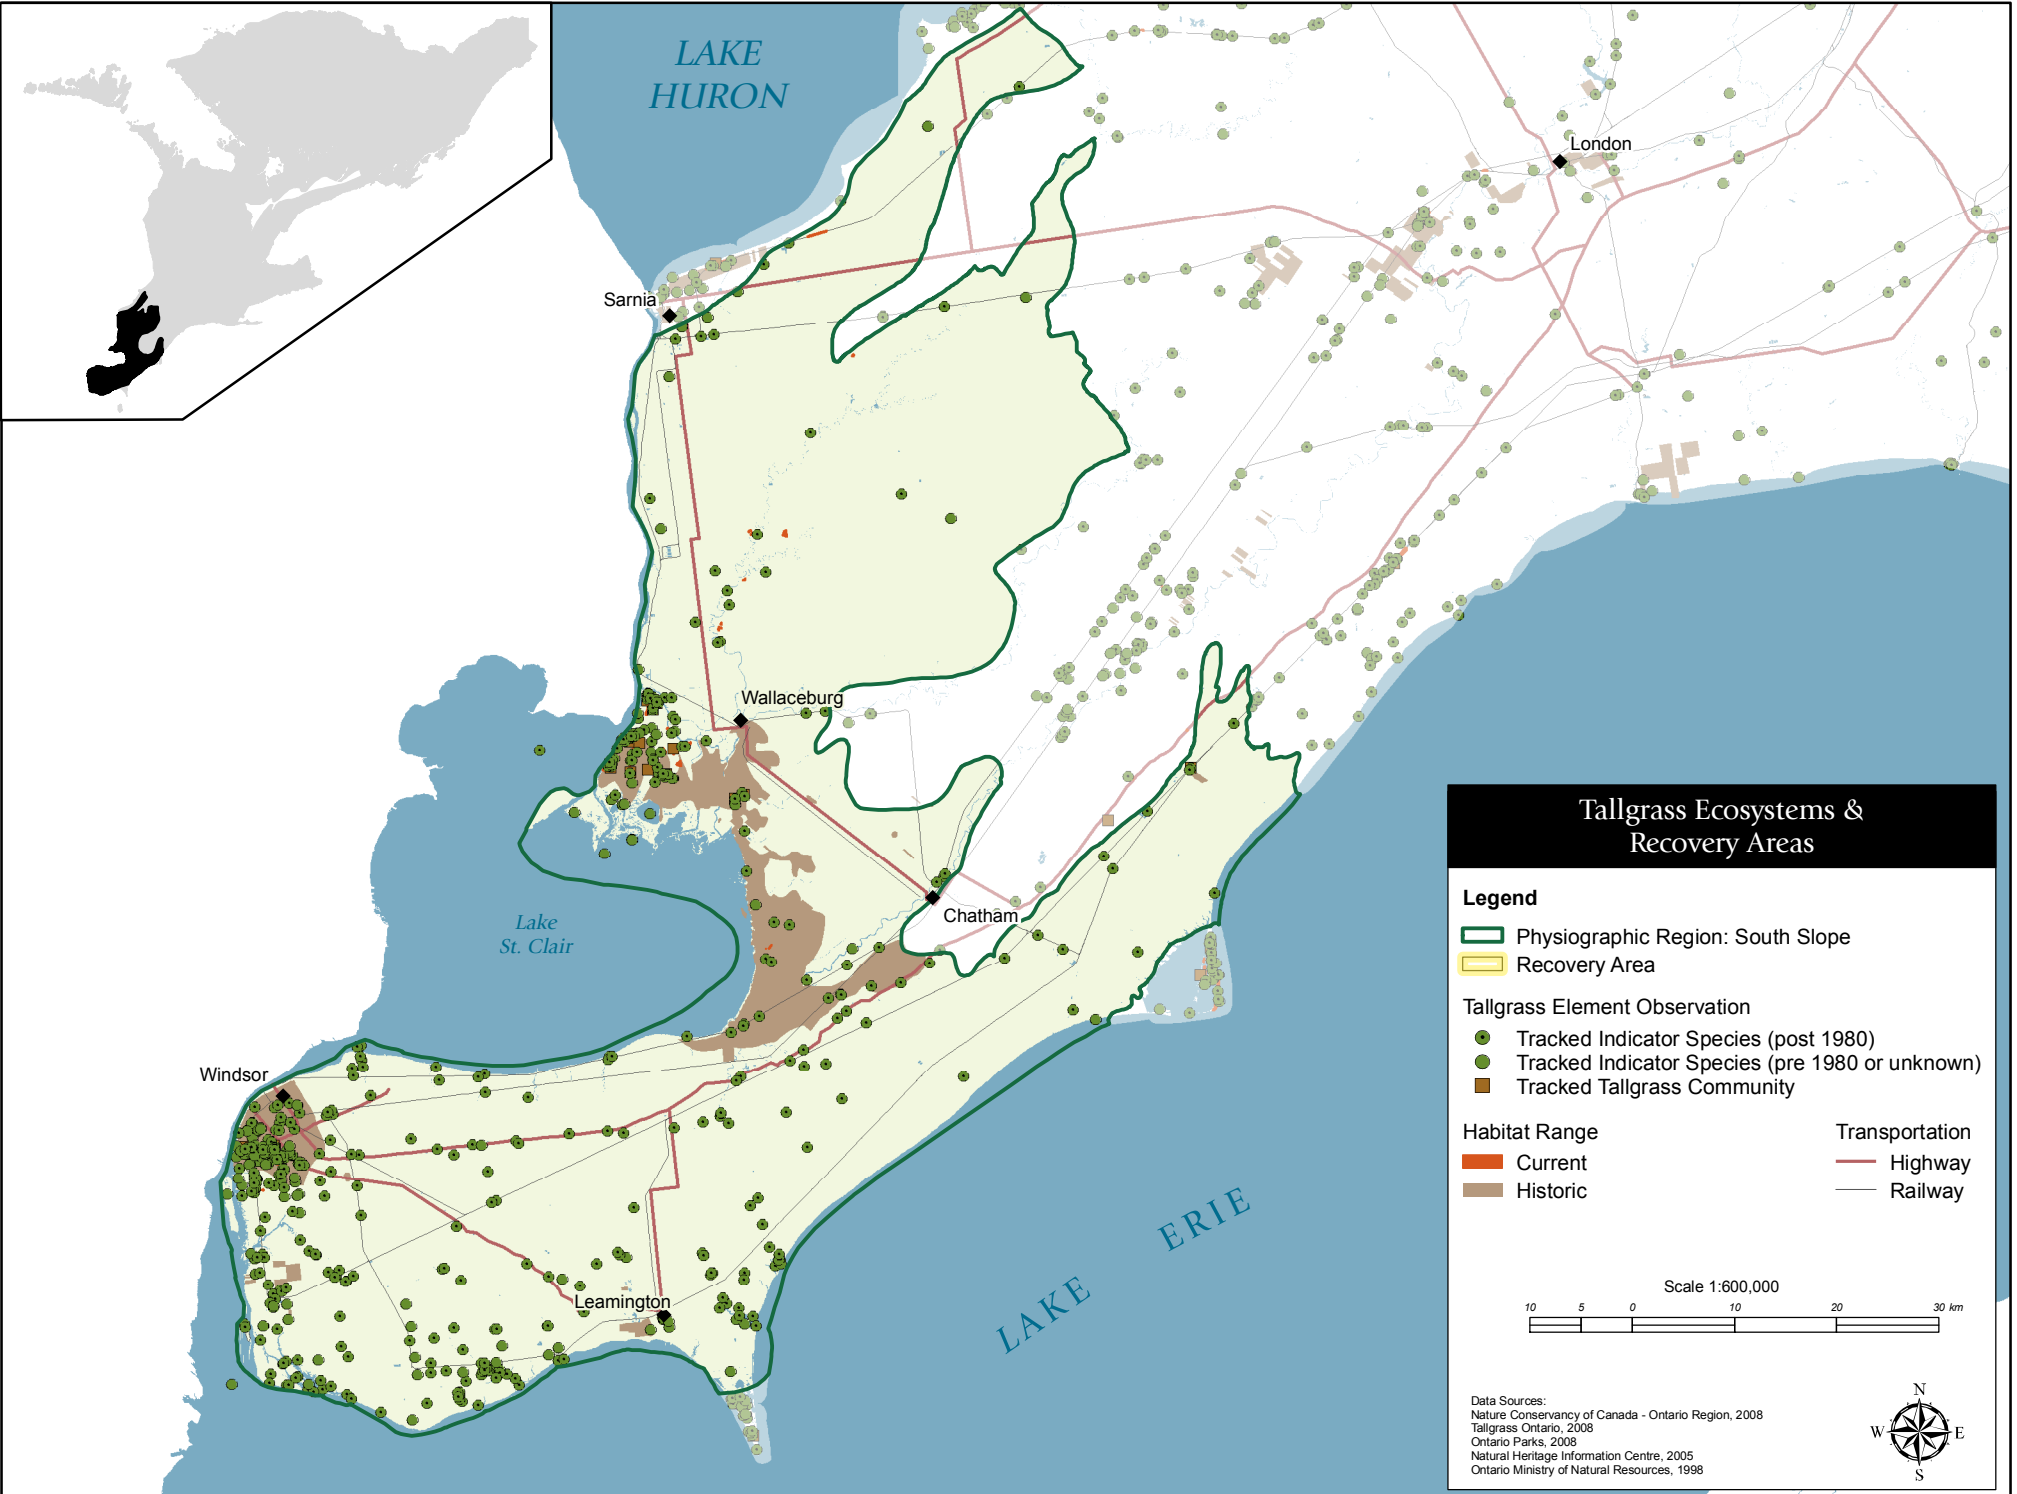 LAKE
HURON
London
Sarnia
Wallaceburg
Chatham
Lake
St. Clair
Windsor
Leamington
LAKE ERIE
Tallgrass Ecosystems &
Recovery Areas
Legend
Physiographic Region: South Slope
Recovery Area
Tallgrass Element Observation
Tracked Indicator Species (post 1980)
Tracked Indicator Species (pre 1980 or unknown)
Tracked Tallgrass Community
Habitat Range
Current
Historic
Transportation
Highway
Railway
Scale 1:600,000
10 5 0 10 20 30 km
Data Sources:
Nature Conservancy of Canada - Ontario Region, 2008
Tallgrass Ontario, 2008
Ontario Parks, 2008
Natural Heritage Information Centre, 2005
Ontario Ministry of Natural Resources, 1998
N
W E
S